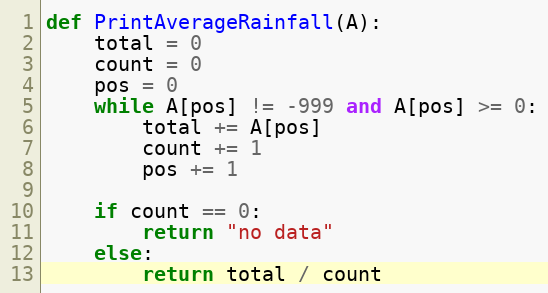 1 def PrintAverageRainfall(A):
2     total = 0
3     count = 0
4     pos = 0
5     while A[pos] != -999 and A[pos] >= 0:
6         total += A[pos]
7         count += 1
8         pos += 1
9
10     if count == 0:
11         return "no data"
12     else:
13         return total / count